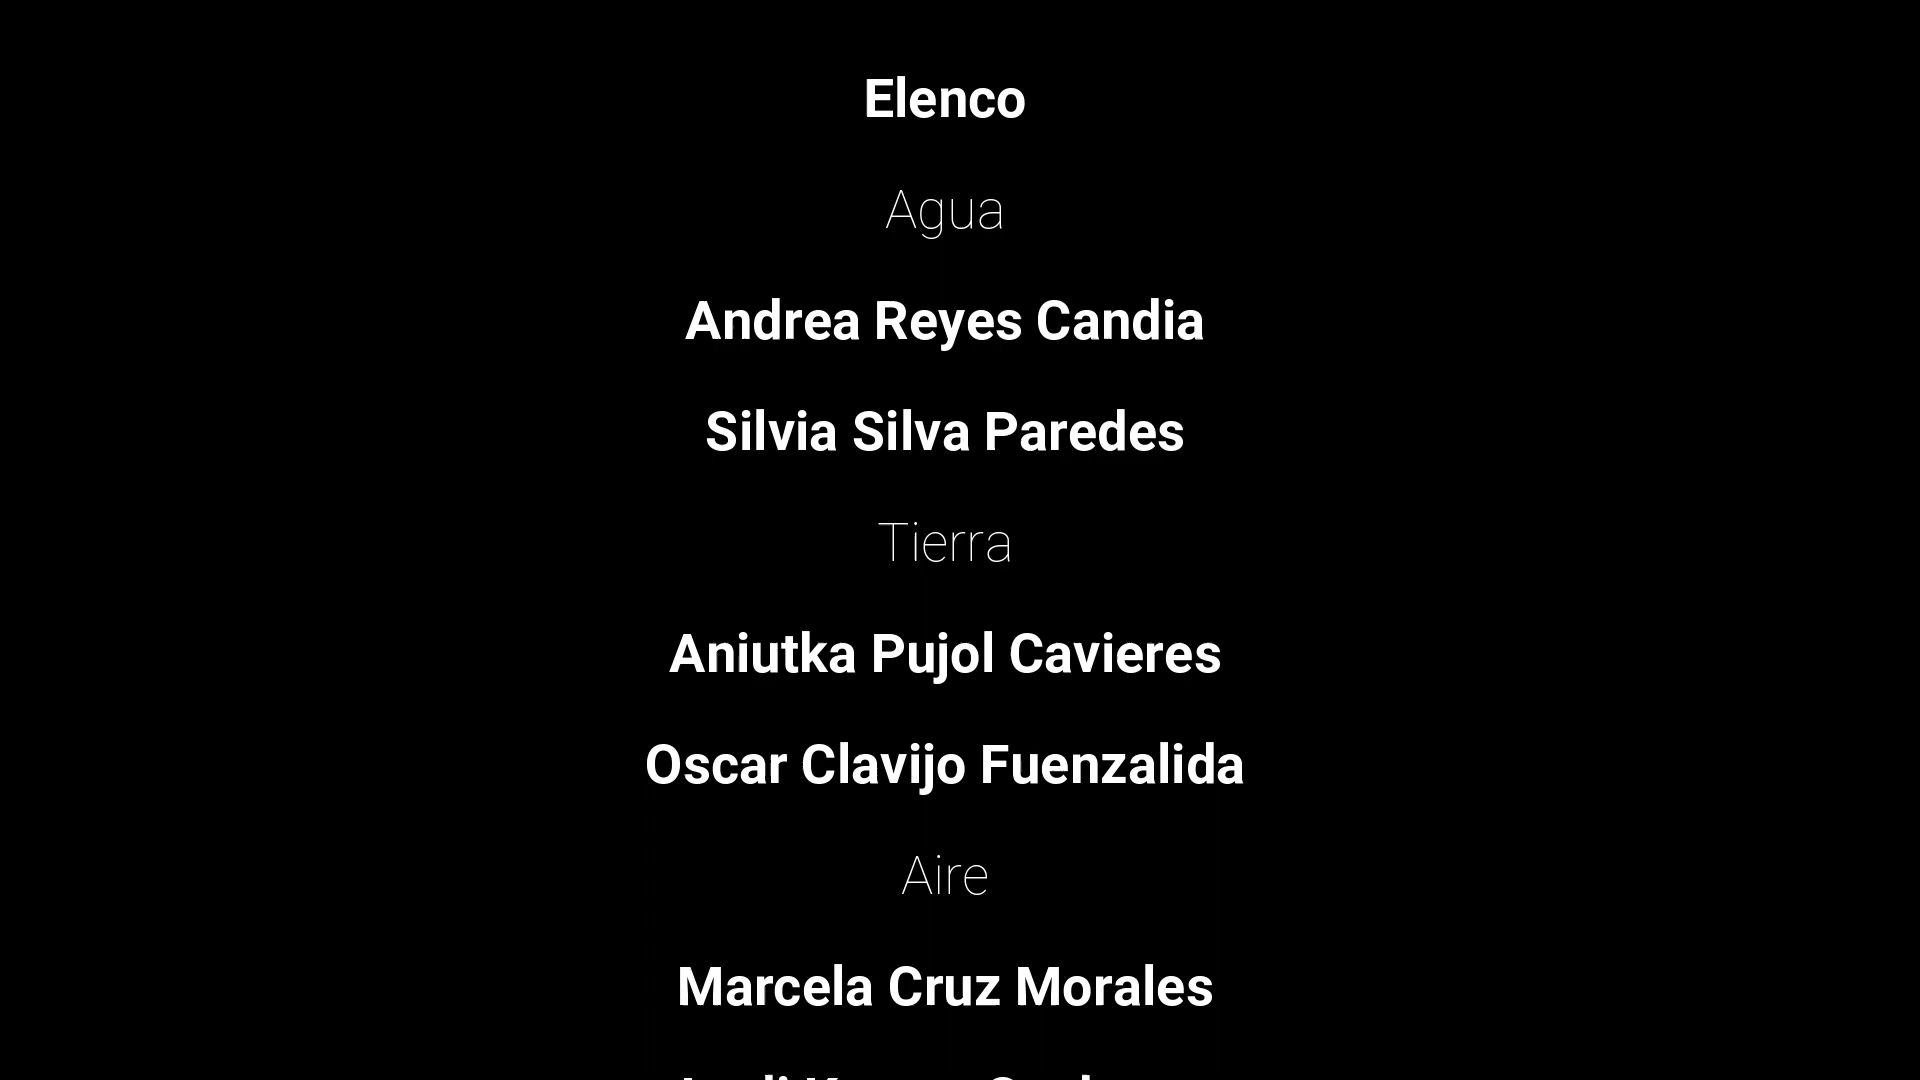 Elenco
Agua
Andrea Reyes Candia
Silvia Silva Paredes
Tierra
Aniutka Pujol Cavieres
Oscar Clavijo Fuenzalida
Aire
Marcela Cruz Morales